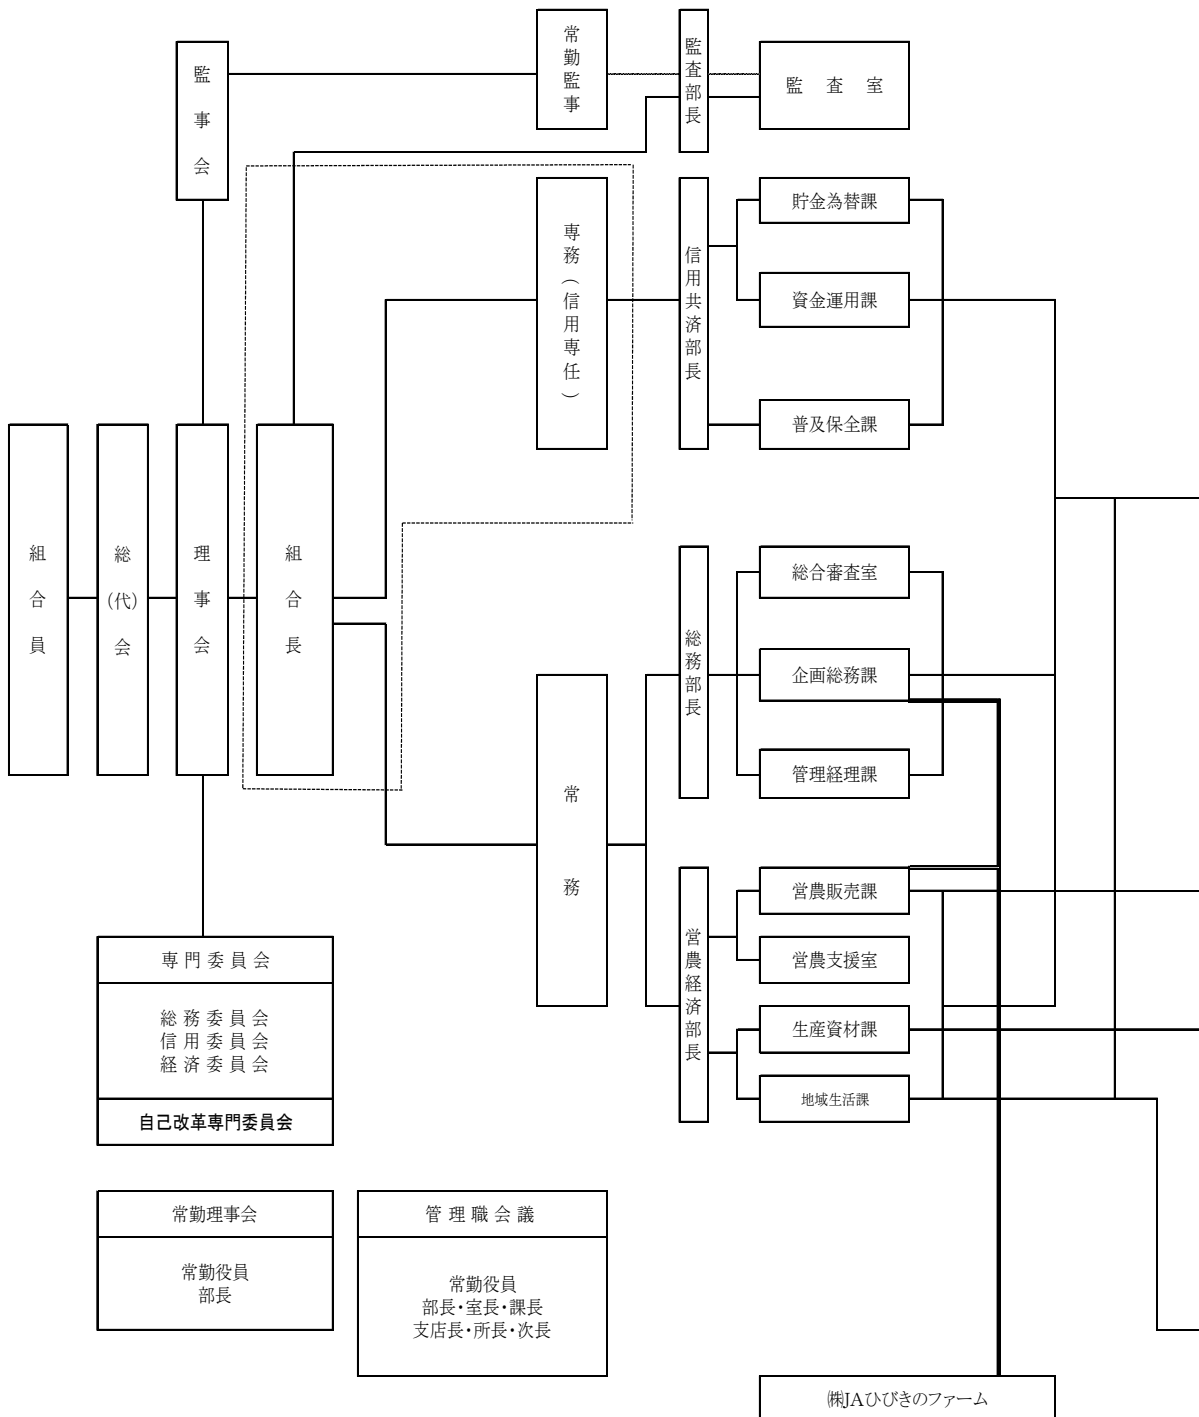 監事会
常勤監事
監査部長
監　査　室
専務（信用専任）
信用共済部長
貯金為替課
資金運用課
普及保全課
組合員
総(代)会
理事会
組合長
総務部長
総合審査室
企画総務課
管理経理課
常務
営農経済部長
営農販売課
営農支援室
生産資材課
地域生活課
専 門 委 員 会
総 務 委 員 会
信 用 委 員 会
経 済 委 員 会
自己改革専門委員会
常勤理事会
常勤役員
部長
管 理 職 会 議
常勤役員
部長・室長・課長
支店長・所長・次長
㈱JAひびきのファーム